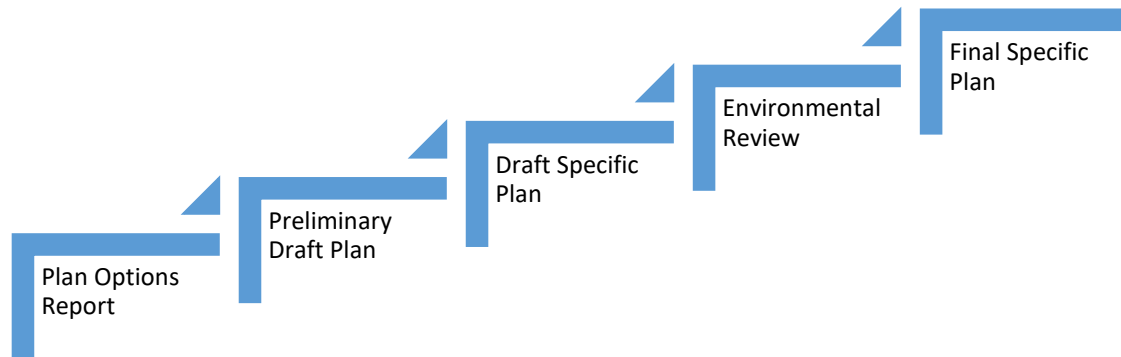 Plan Options
Report
Preliminary
Draft Plan
Draft Specific
Plan
Environmental
Review
Final Specific
Plan